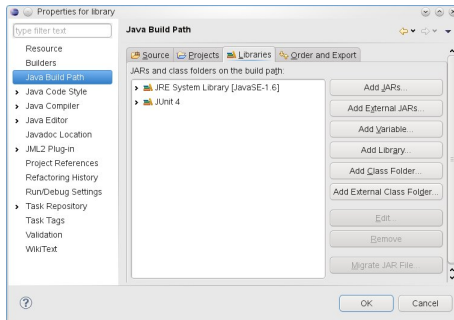 Properties for library
type filter text
Resource
Builders
Java Build Path
Java Code Style
Java Compiler
Java Editor
Javadoc Location
JML2 Plug-in
Project References
Refactoring History
Run/Debug Settings
Task Repository
Task Tags
Validation
WikiText
Java Build Path
Source
Projects
Libraries
Order and Export
JARs and class folders on the build path:
JRE System Library [JavaSE-1.6]
JUnit 4
Add JARs...
Add External JARs...
Add Variable...
Add Library...
Add Class Folder...
Add External Class Folder...
Edit...
Remove
Migrate JAR File...
OK
Cancel